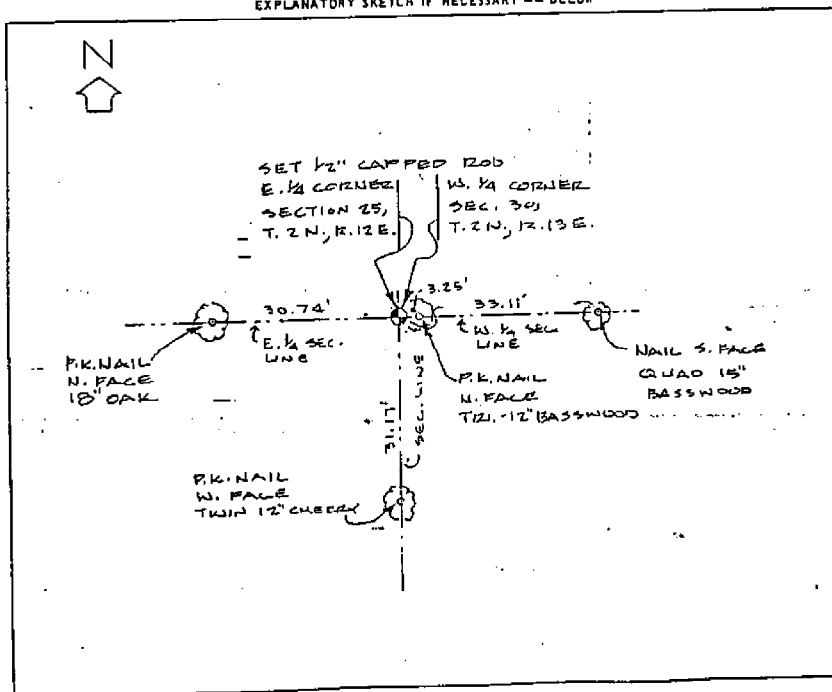 EXPLANATORY SKETCH IF NECESSARY -- BELOW
N
SET 1/2" CAPPED ROD
E. 1/4 CORNER
SECTION 25,
T. 2 N., R. 12 E.
W. 1/4 CORNER
SEC. 30,
T. 2 N., R. 13 E.
30.74'
3.25'
33.11'
E. 1/4 SEC.
LINE
W. 1/4 SEC
LINE
P.K. NAIL
N. FACE
18" OAK
P.K. NAIL
N. FACE
TRI.-12" BASSWOOD
NAIL S. FACE
QUAD 15"
BASSWOOD
31.17'
SEC. LINE
P.K. NAIL
W. FACE
TWIN 12" CHERRY